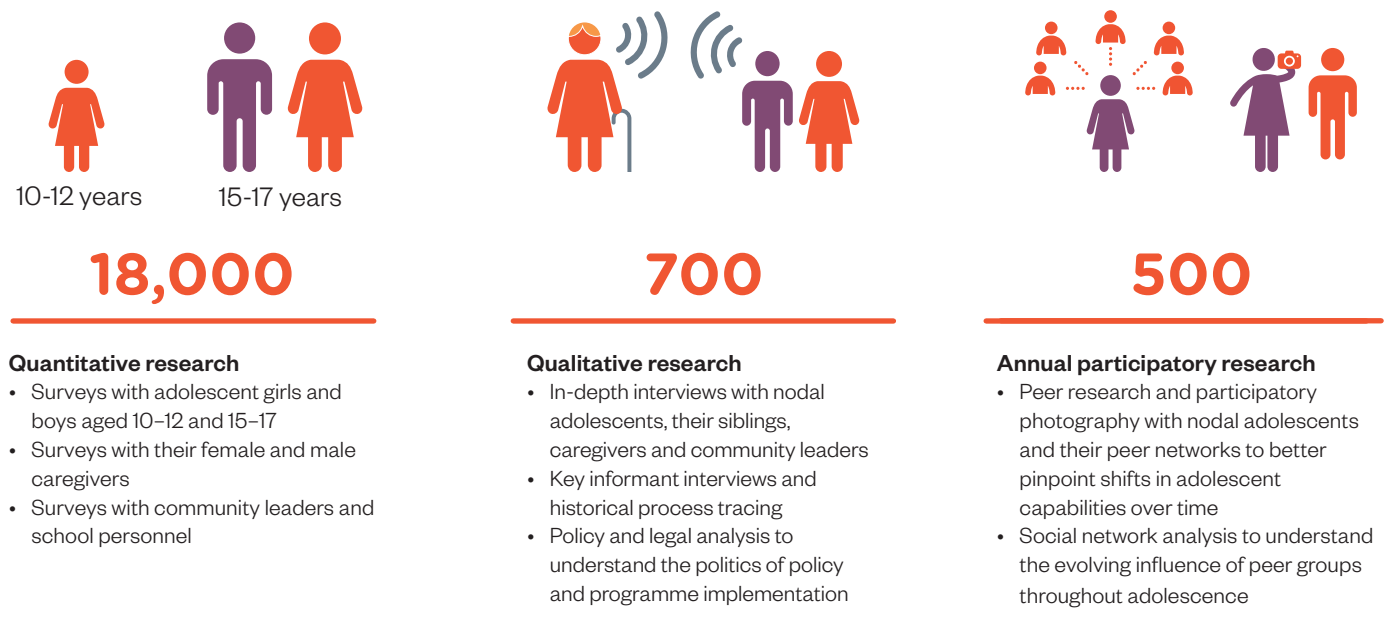 10-12 years
15-17 years
18,000
Quantitative research
• Surveys with adolescent girls and
boys aged 10–12 and 15–17
• Surveys with their female and male
caregivers
• Surveys with community leaders and
school personnel
700
Qualitative research
• In-depth interviews with nodal
adolescents, their siblings,
caregivers and community leaders
• Key informant interviews and
historical process tracing
• Policy and legal analysis to
understand the politics of policy
and programme implementation
500
Annual participatory research
• Peer research and participatory
photography with nodal adolescents
and their peer networks to better
pinpoint shifts in adolescent
capabilities over time
• Social network analysis to understand
the evolving influence of peer groups
throughout adolescence